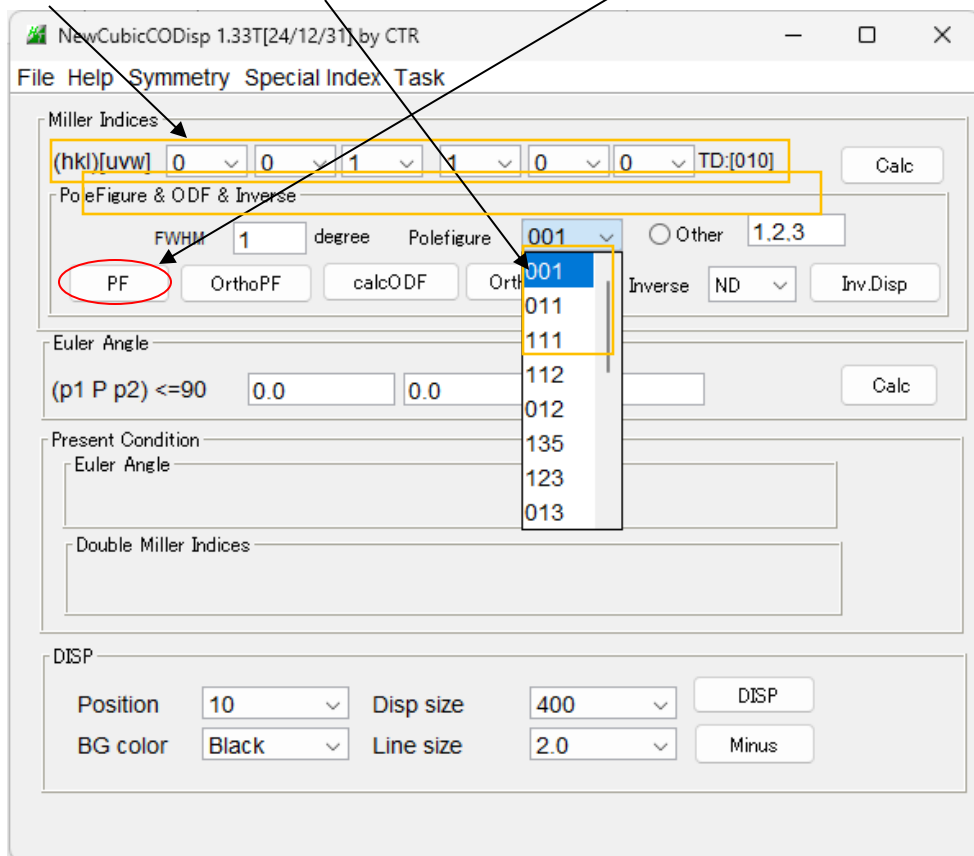 NewCubicCODisp 1.33T[24/12/31] by CTR
File Help Symmetry Special Index Task
Miller Indices
(hkl)[uvw] 0 0 1 1 0 0 TD:[010] Calc
PoleFigure & ODF & Inverse
FWHM 1 degree Polefigure 001 Other 1,2,3
PF OrthoPF calcODF Inverse ND Inv.Disp
001
011
111
112
012
135
123
013
Euler Angle
(p1 P p2) <=90 0.0 0.0 Calc
Present Condition
Euler Angle
Double Miller Indices
DISP
Position 10 Disp size 400 DISP
BG color Black Line size 2.0 Minus